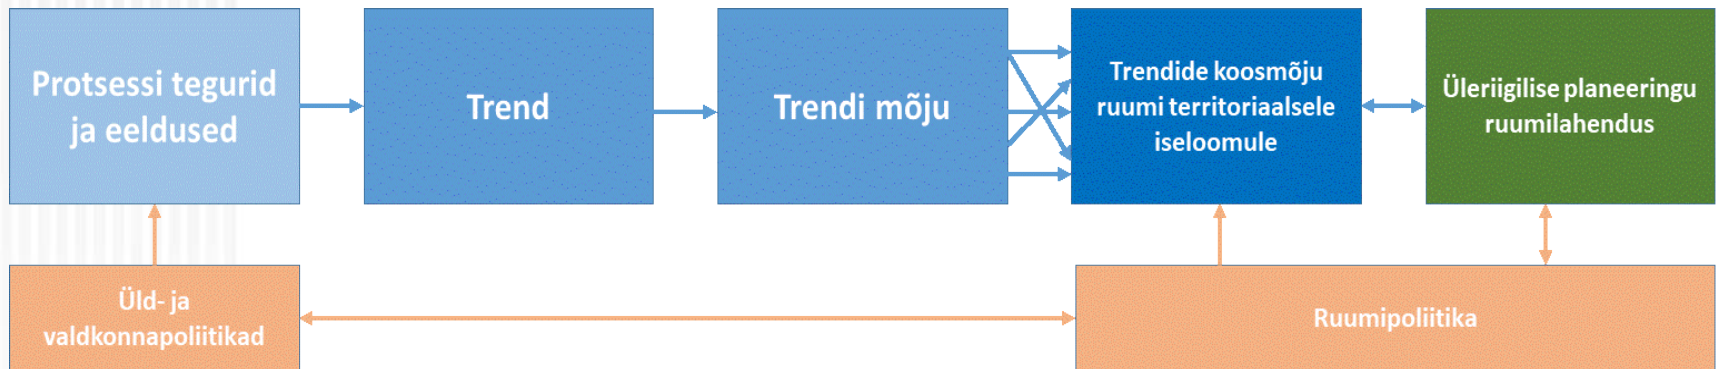 Protsessi tegurid
ja eeldused
Trend
Trendi mõju
Trendide koosmõju
ruumi territoriaalsele
iseloomule
Üleriigilise planeeringu
ruumilahendus
Üld- ja
valdkonnapoliitikad
Ruumipoliitika